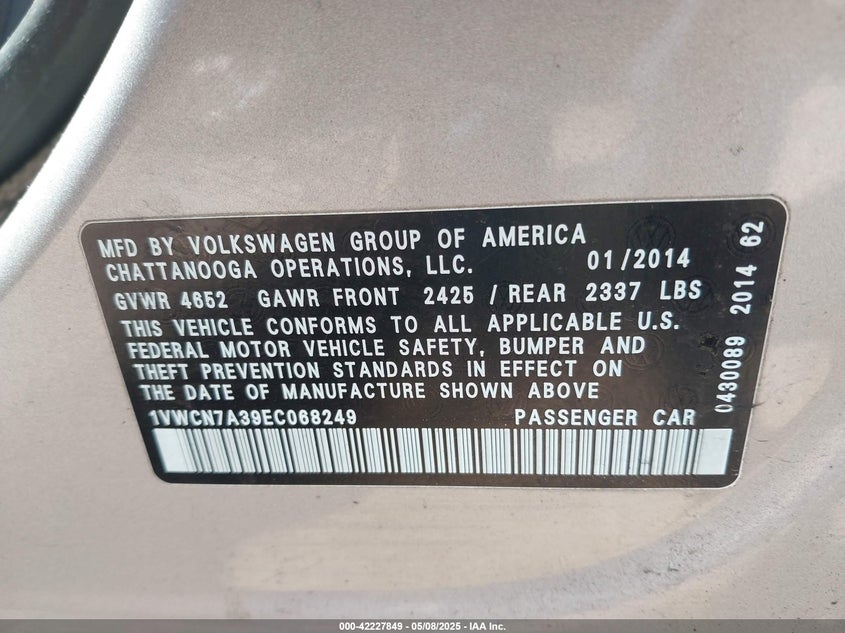 MFD BY VOLKSWAGEN GROUP OF AMERICA
CHATTANOOGA OPERATIONS, LLC. 01/2014
GVWR 4652 GAWR FRONT 2425 / REAR 2337 LBS
THIS VEHICLE CONFORMS TO ALL APPLICABLE U.S.
FEDERAL MOTOR VEHICLE SAFETY, BUMPER AND
THEFT PREVENTION STANDARDS IN EFFECT ON
THE DATE OF MANUFACTURE SHOWN ABOVE
1VWCN7A39EC068249 PASSENGER CAR
0430089 2014 62
000-42227849 - 05/08/2025 - IAA Inc.